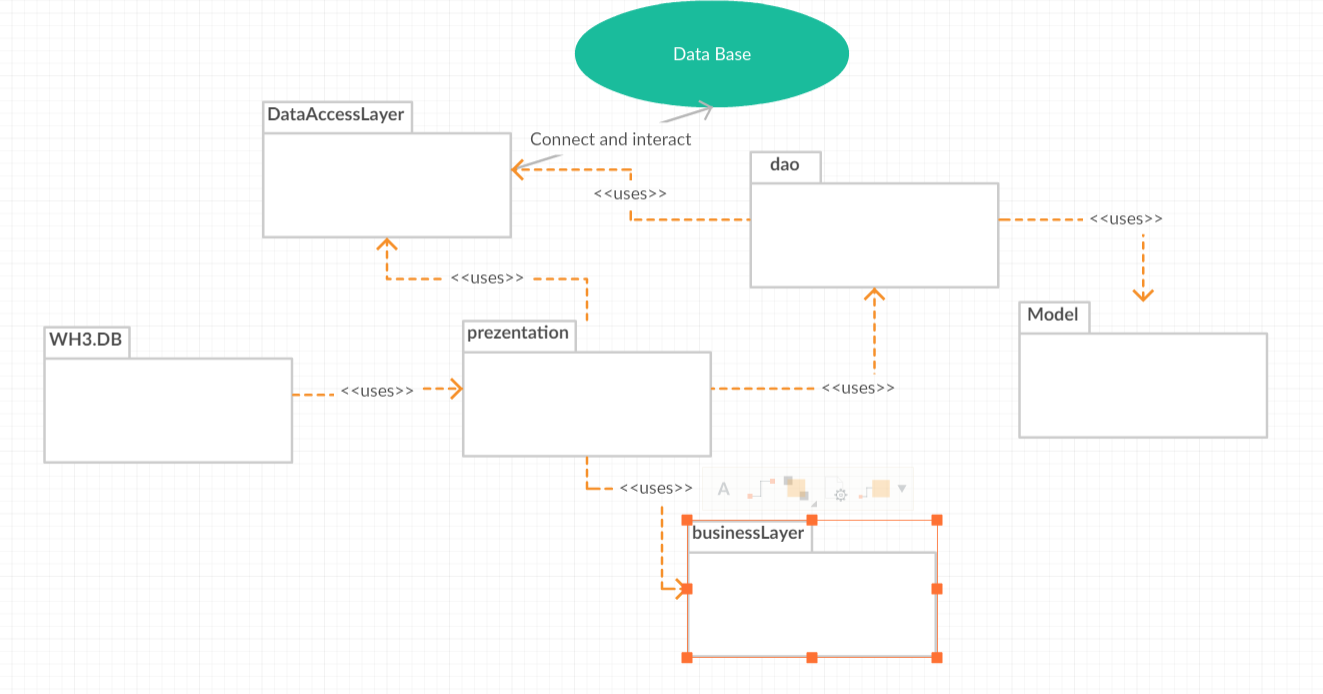 Data Base
DataAccessLayer
Connect and interact
dao
<<uses>>
<<uses>>
<<uses>>
WH3.DB
prezentation
Model
<<uses>>
<<uses>>
<<uses>>
A
businessLayer